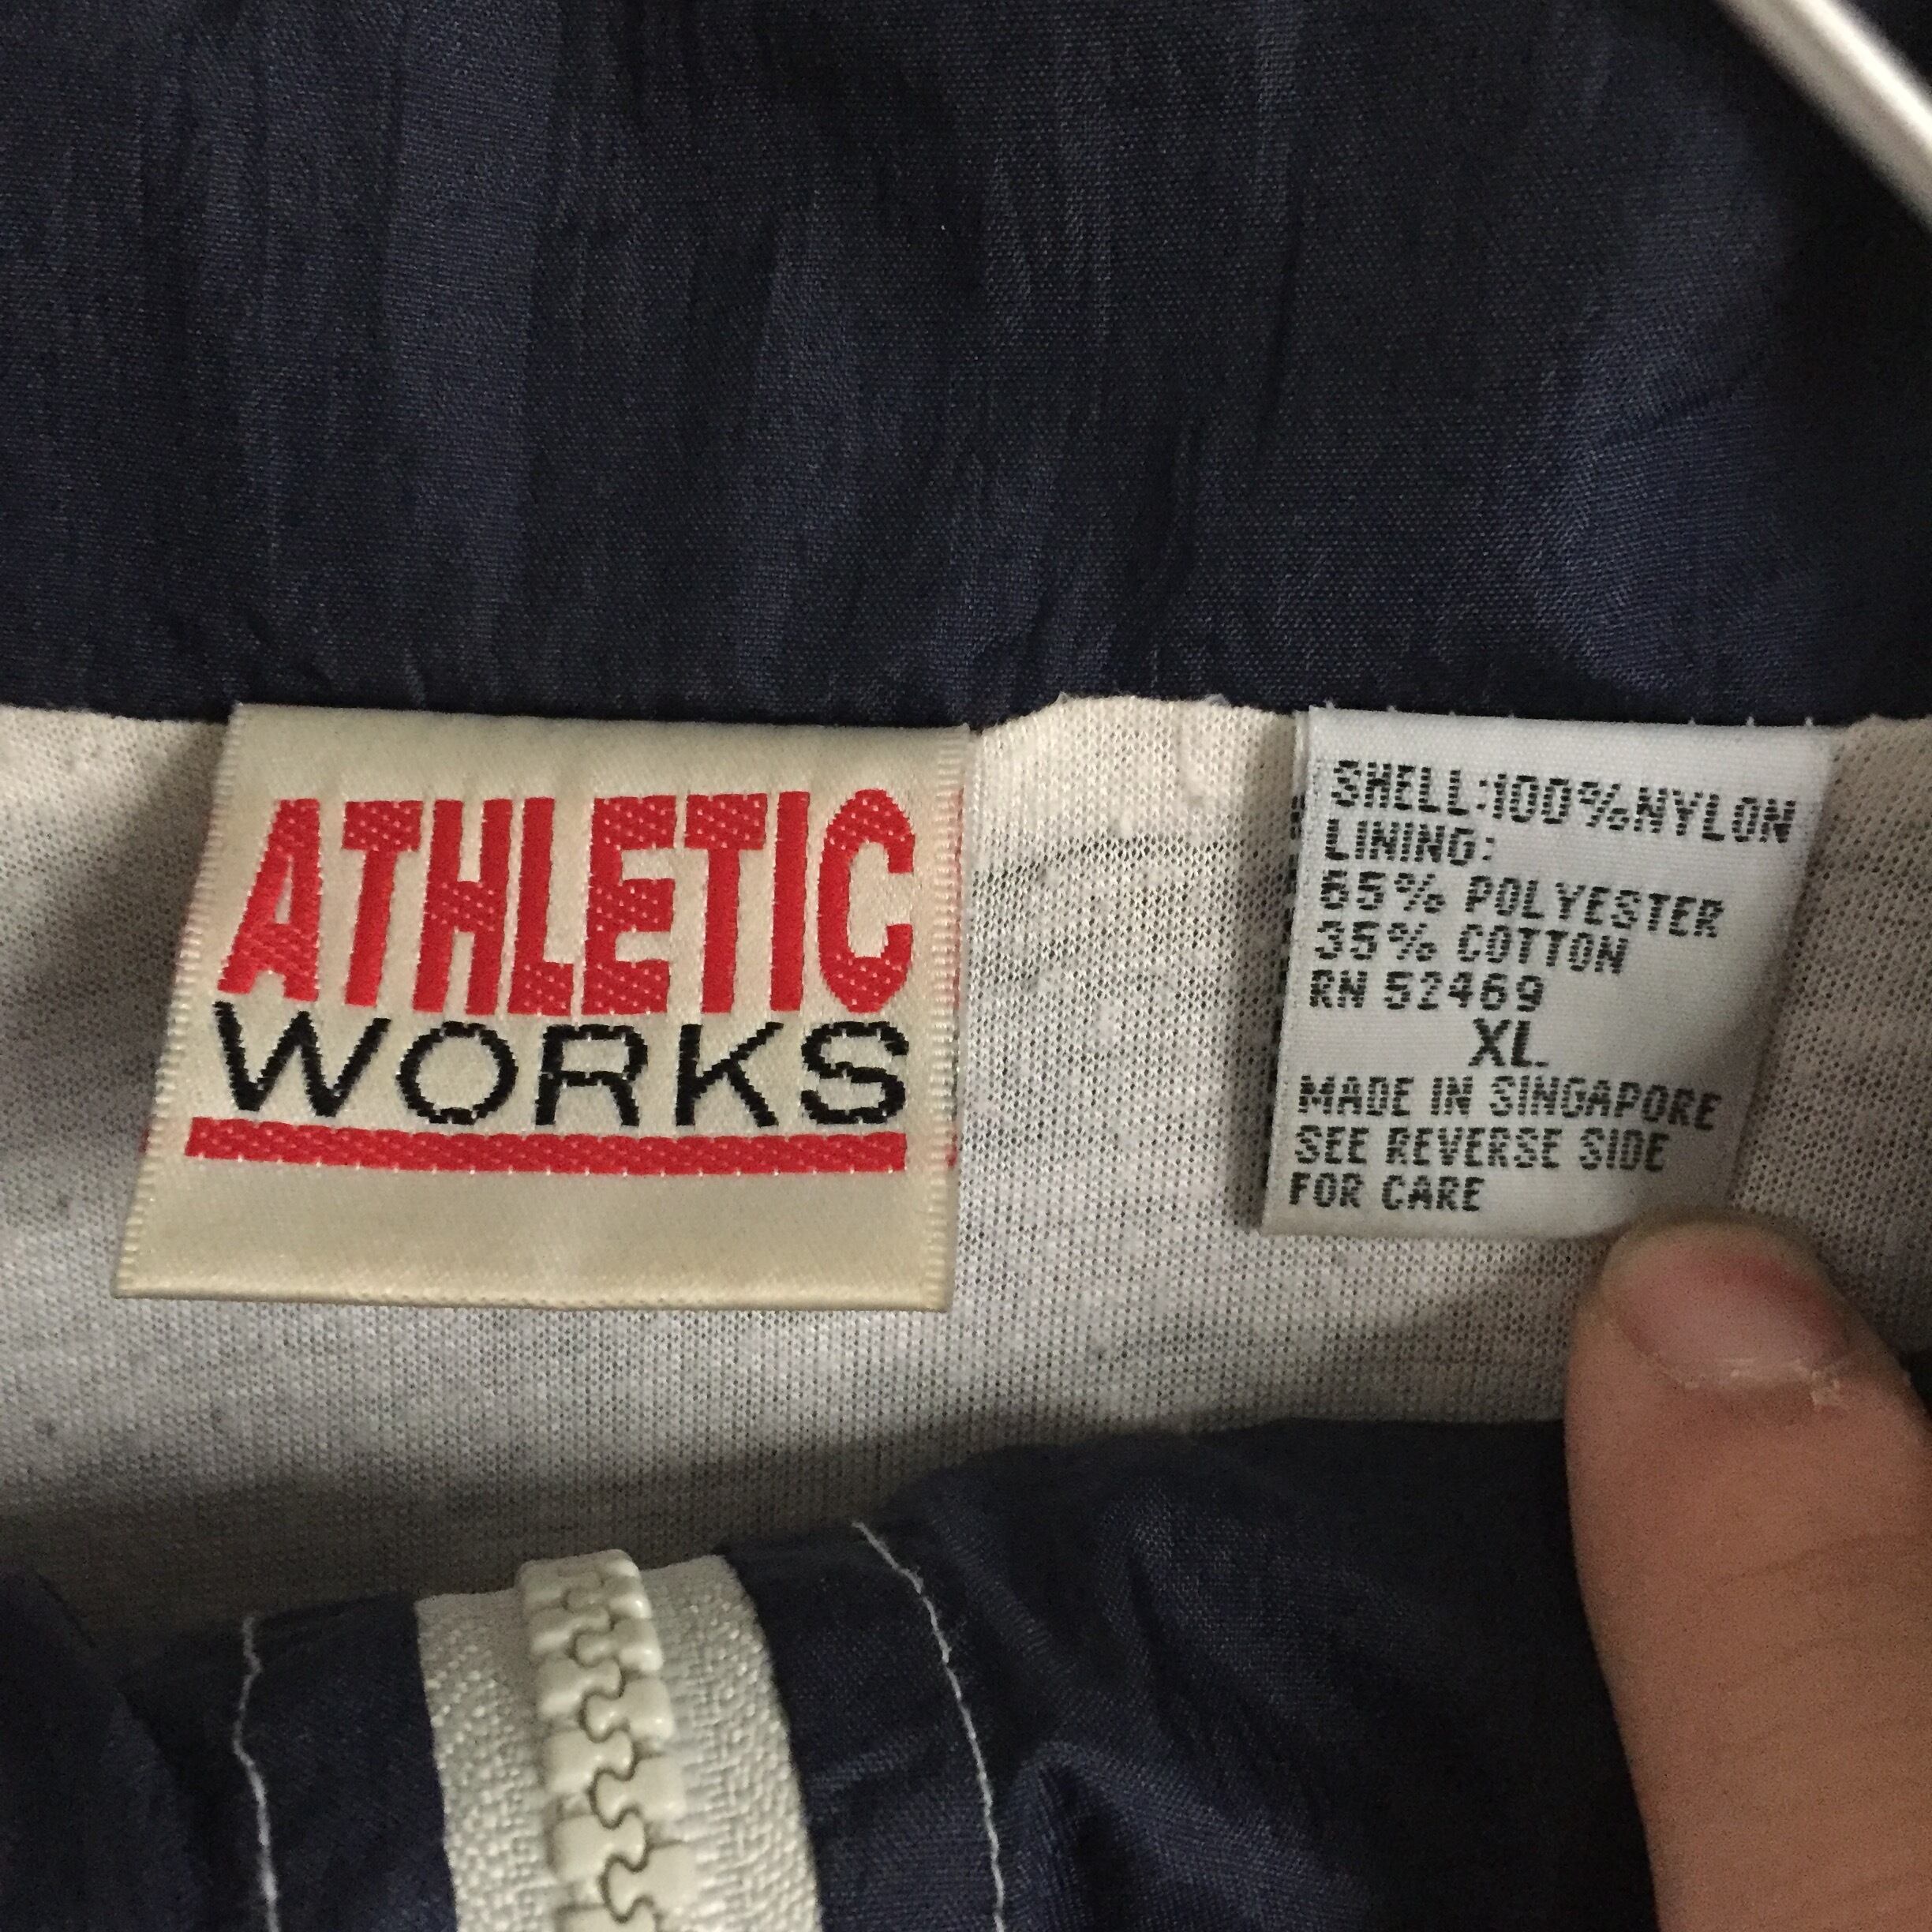 ATHLETIC
WORKS
SHELL:100%NYLON
LINING:
65% POLYESTER
35% COTTON
RN 52469
XL
MADE IN SINGAPORE
SEE REVERSE SIDE
FOR CARE